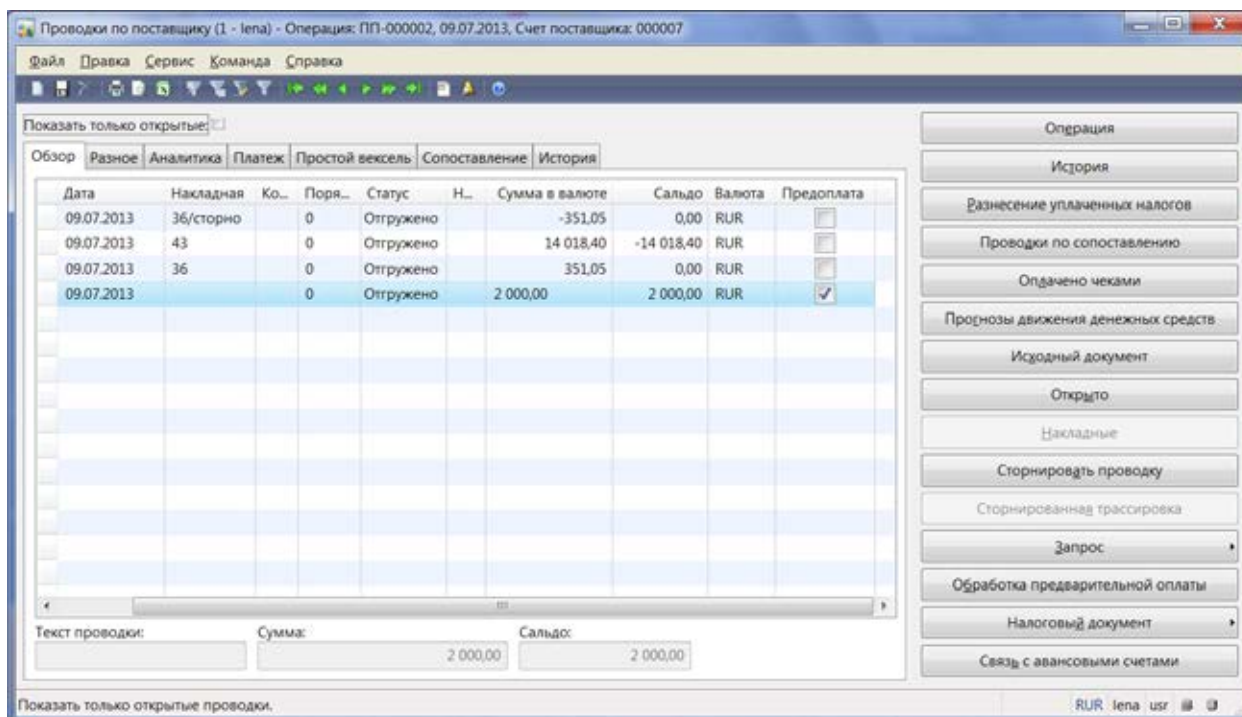 Проводки по поставщику (1 - lena) - Операция: ПП-000002, 09.07.2013, Счет поставщика: 000007
Файл Правка Сервис Команда Справка
Показать только открытые:
Обзор Разное Аналитика Платеж Простой вексель Сопоставление История
Дата Накладная Ко... Поря... Статус Н... Сумма в валюте Сальдо Валюта Предоплата
09.07.2013 36/сторно 0 Отгружено -351,05 0,00 RUR
09.07.2013 43 0 Отгружено 14 018,40 -14 018,40 RUR
09.07.2013 36 0 Отгружено 351,05 0,00 RUR
09.07.2013 0 Отгружено 2 000,00 2 000,00 RUR
Текст проводки: Сумма: Сальдо:
2 000,00 2 000,00
Операция
История
Разнесение уплаченных налогов
Проводки по сопоставлению
Оплачено чеками
Прогнозы движения денежных средств
Исходный документ
Открыто
Накладные
Сторнировать проводку
Сторнированная трассировка
Запрос
Обработка предварительной оплаты
Налоговый документ
Связь с авансовыми счетами
Показать только открытые проводки.
RUR lena usr